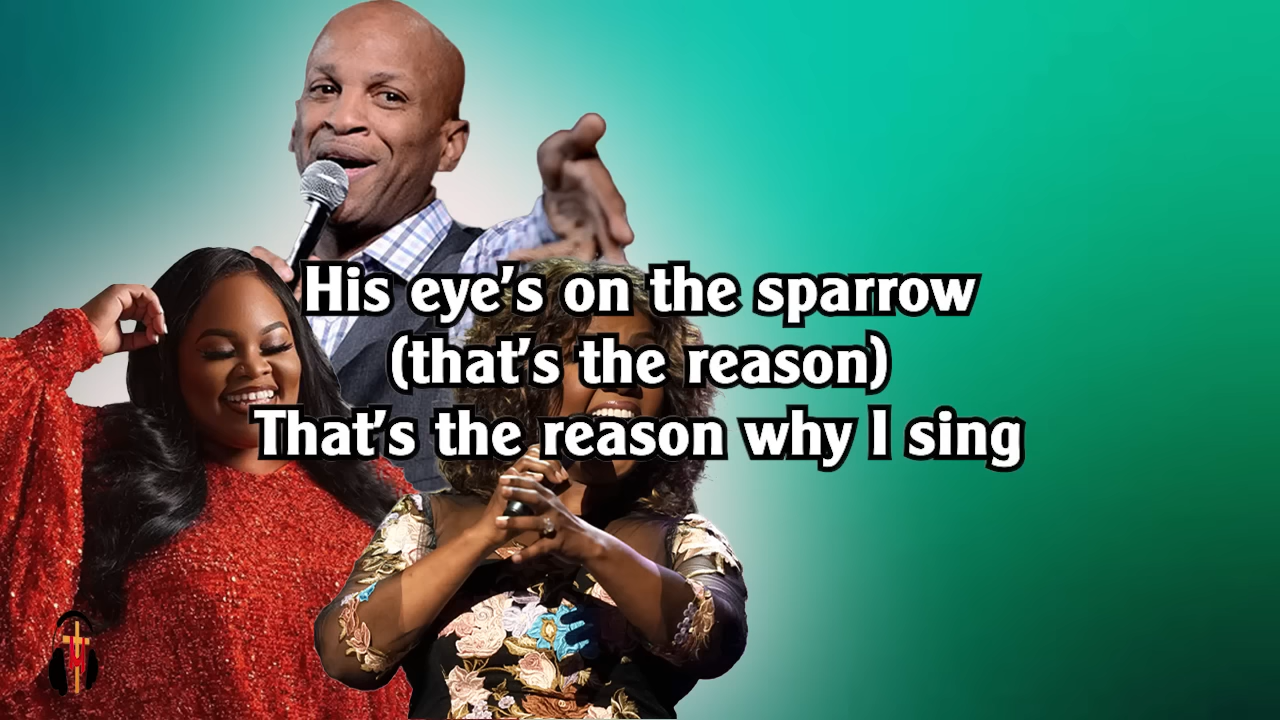 His eye's on the sparrow
(that's the reason)
That's the reason why I sing